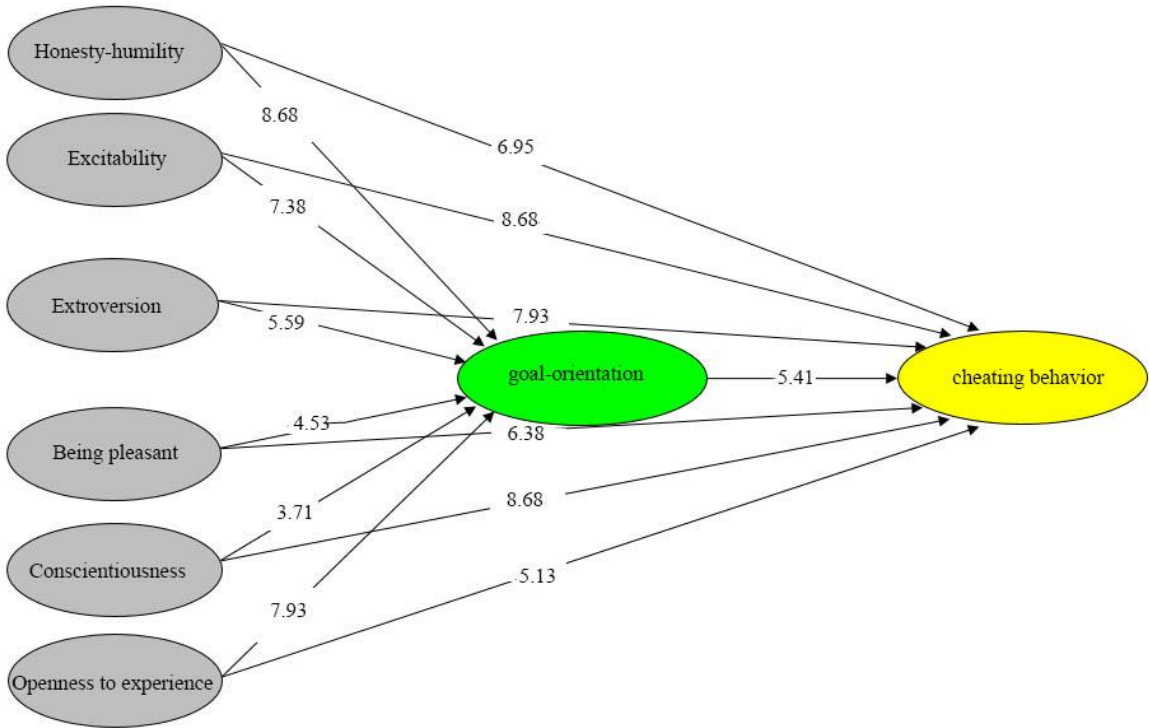 Honesty-humility
8.68
6.95
Excitability
7.38
8.68
Extroversion
5.59
7.93
goal-orientation
5.41
cheating behavior
Being pleasant
4.53
6.38
Conscientiousness
3.71
8.68
Openness to experience
7.93
5.13